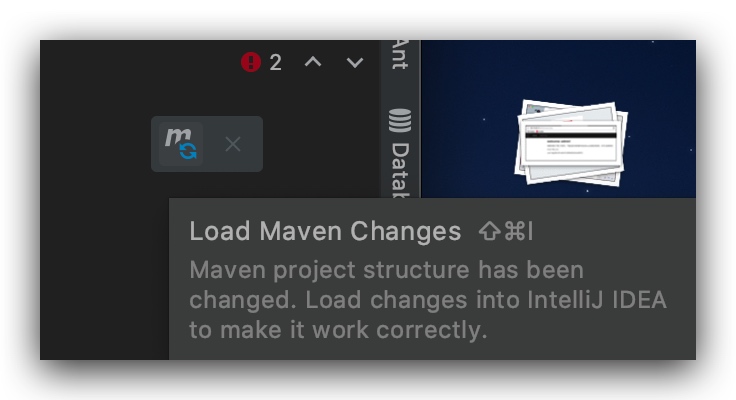 2
Ant
m
Datab
Load Maven Changes ⇧⌘I
Maven project structure has been
changed. Load changes into IntelliJ IDEA
to make it work correctly.